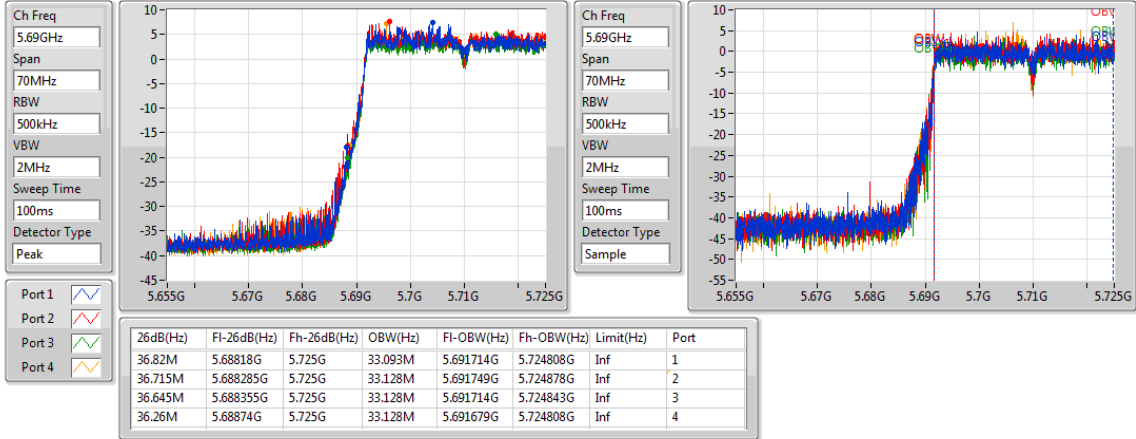 Ch Freq
5.69GHz
Span
70MHz
RBW
500kHz
VBW
2MHz
Sweep Time
100ms
Detector Type
Peak
10
5
0
-5
-10
-15
-20
-25
-30
-35
-40
-45
5.655G 5.67G 5.68G 5.69G 5.7G 5.71G 5.725G
Ch Freq
5.69GHz
Span
70MHz
RBW
500kHz
VBW
2MHz
Sweep Time
100ms
Detector Type
Sample
10
5
0
-5
-10
-15
-20
-25
-30
-35
-40
-45
-50
-55
OBW
OBW
5.655G 5.67G 5.68G 5.69G 5.7G 5.71G 5.725G
Port 1
Port 2
Port 3
Port 4
26dB(Hz) Fl-26dB(Hz) Fh-26dB(Hz) OBW(Hz) Fl-OBW(Hz) Fh-OBW(Hz) Limit(Hz) Port
36.82M 5.68818G 5.725G 33.093M 5.691714G 5.724808G Inf 1
36.715M 5.688285G 5.725G 33.128M 5.691749G 5.724878G Inf 2
36.645M 5.688355G 5.725G 33.128M 5.691714G 5.724843G Inf 3
36.26M 5.68874G 5.725G 33.128M 5.691679G 5.724808G Inf 4